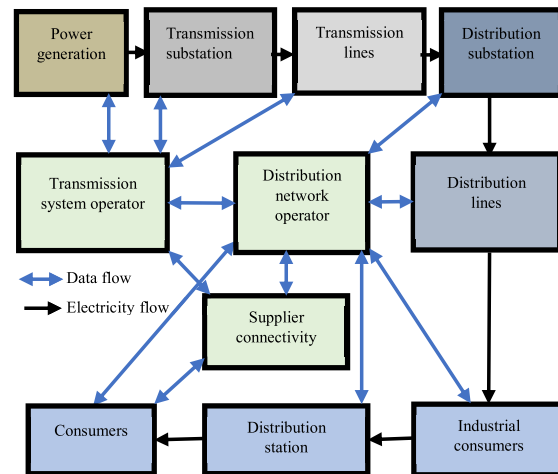 Power
generation
Transmission
substation
Transmission
lines
Distribution
substation
Transmission
system operator
Distribution
network
operator
Distribution
lines
Data flow
Electricity flow
Supplier
connectivity
Consumers
Distribution
station
Industrial
consumers